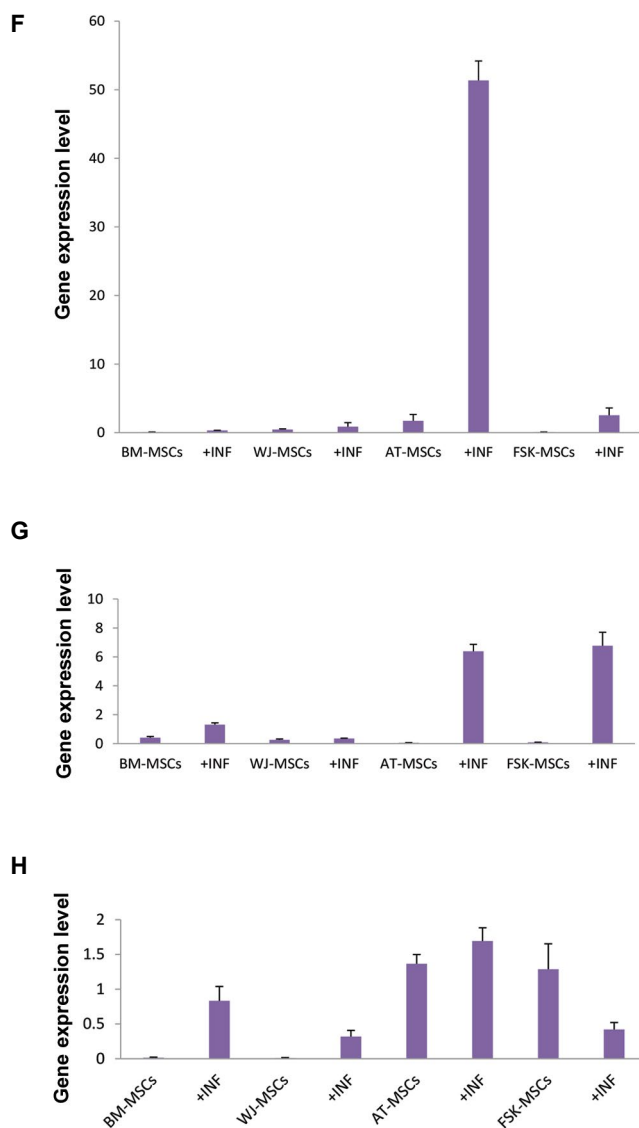 F
Gene expression level
60
50
40
30
20
10
0
BM-MSCs +INF WJ-MSCs +INF AT-MSCs +INF FSK-MSCs +INF
G
Gene expression level
10
8
6
4
2
0
BM-MSCs +INF WJ-MSCs +INF AT-MSCs +INF FSK-MSCs +INF
H
Gene expression level
2
1.5
1
0.5
0
BM-MSCs +INF WJ-MSCs +INF AT-MSCs +INF FSK-MSCs +INF